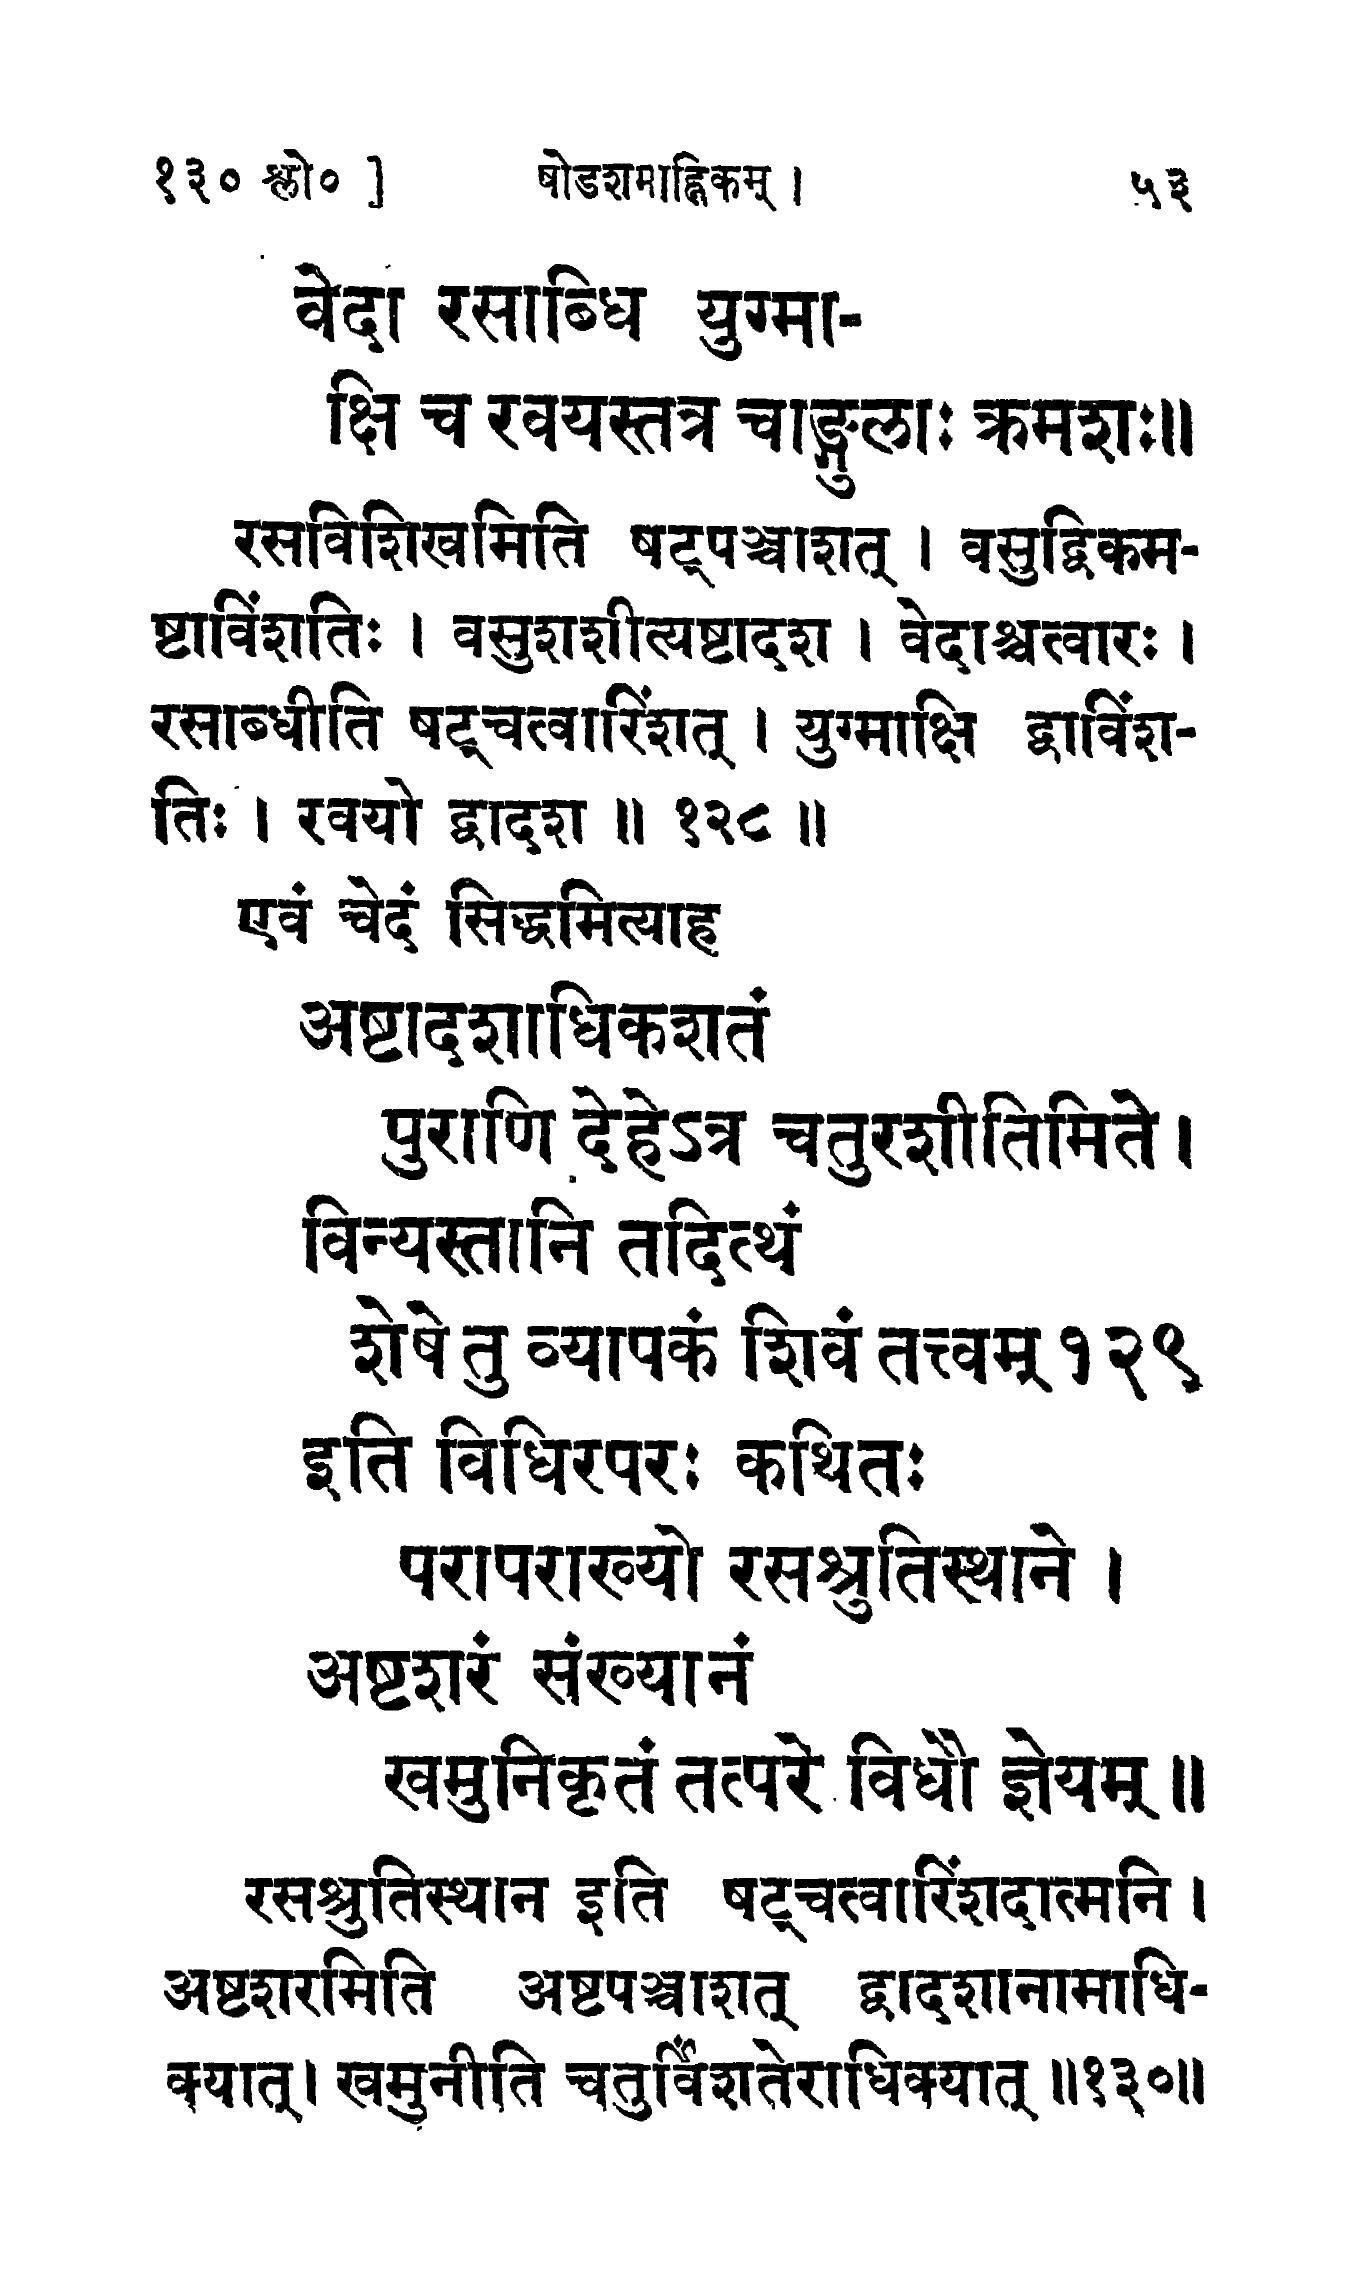 १३० श्लो० ] षोडशमाह्निकम् । ५३
वेदा रसाब्धि युग्मा-
क्षि च रवयस्तत्र चाङ्गुलाः क्रमशः॥
रसविशिखमिति षट्पञ्चाशत् । वसुद्विकम-
ष्टाविंशतिः । वसुशशीत्यष्टादश । वेदाश्चत्वारः ।
रसाब्धीति षट्चत्वारिंशत् । युग्माक्षि द्वाविंश-
तिः । रवयो द्वादश ॥ १२८ ॥
एवं चेदं सिद्धमित्याह
अष्टादशाधिकशतं
पुराणि देहेऽत्र चतुरशीतिमिते ।
विन्यस्तानि तदित्थं
शेषे तु व्यापकं शिवं तत्त्वम् १२९
इति विधिरपरः कथितः
परापराख्यो रसश्रुतिस्थाने ।
अष्टशरं संख्यानं
खमुनिकृतं तत्परे विधौ ज्ञेयम् ॥
रसश्रुतिस्थान इति षट्चत्वारिंशदात्मनि ।
अष्टशरमिति अष्टपञ्चाशत् द्वादशानामाधि-
क्यात् । खमुनीति चतुर्विंशतेराधिक्यात् ॥१३०॥